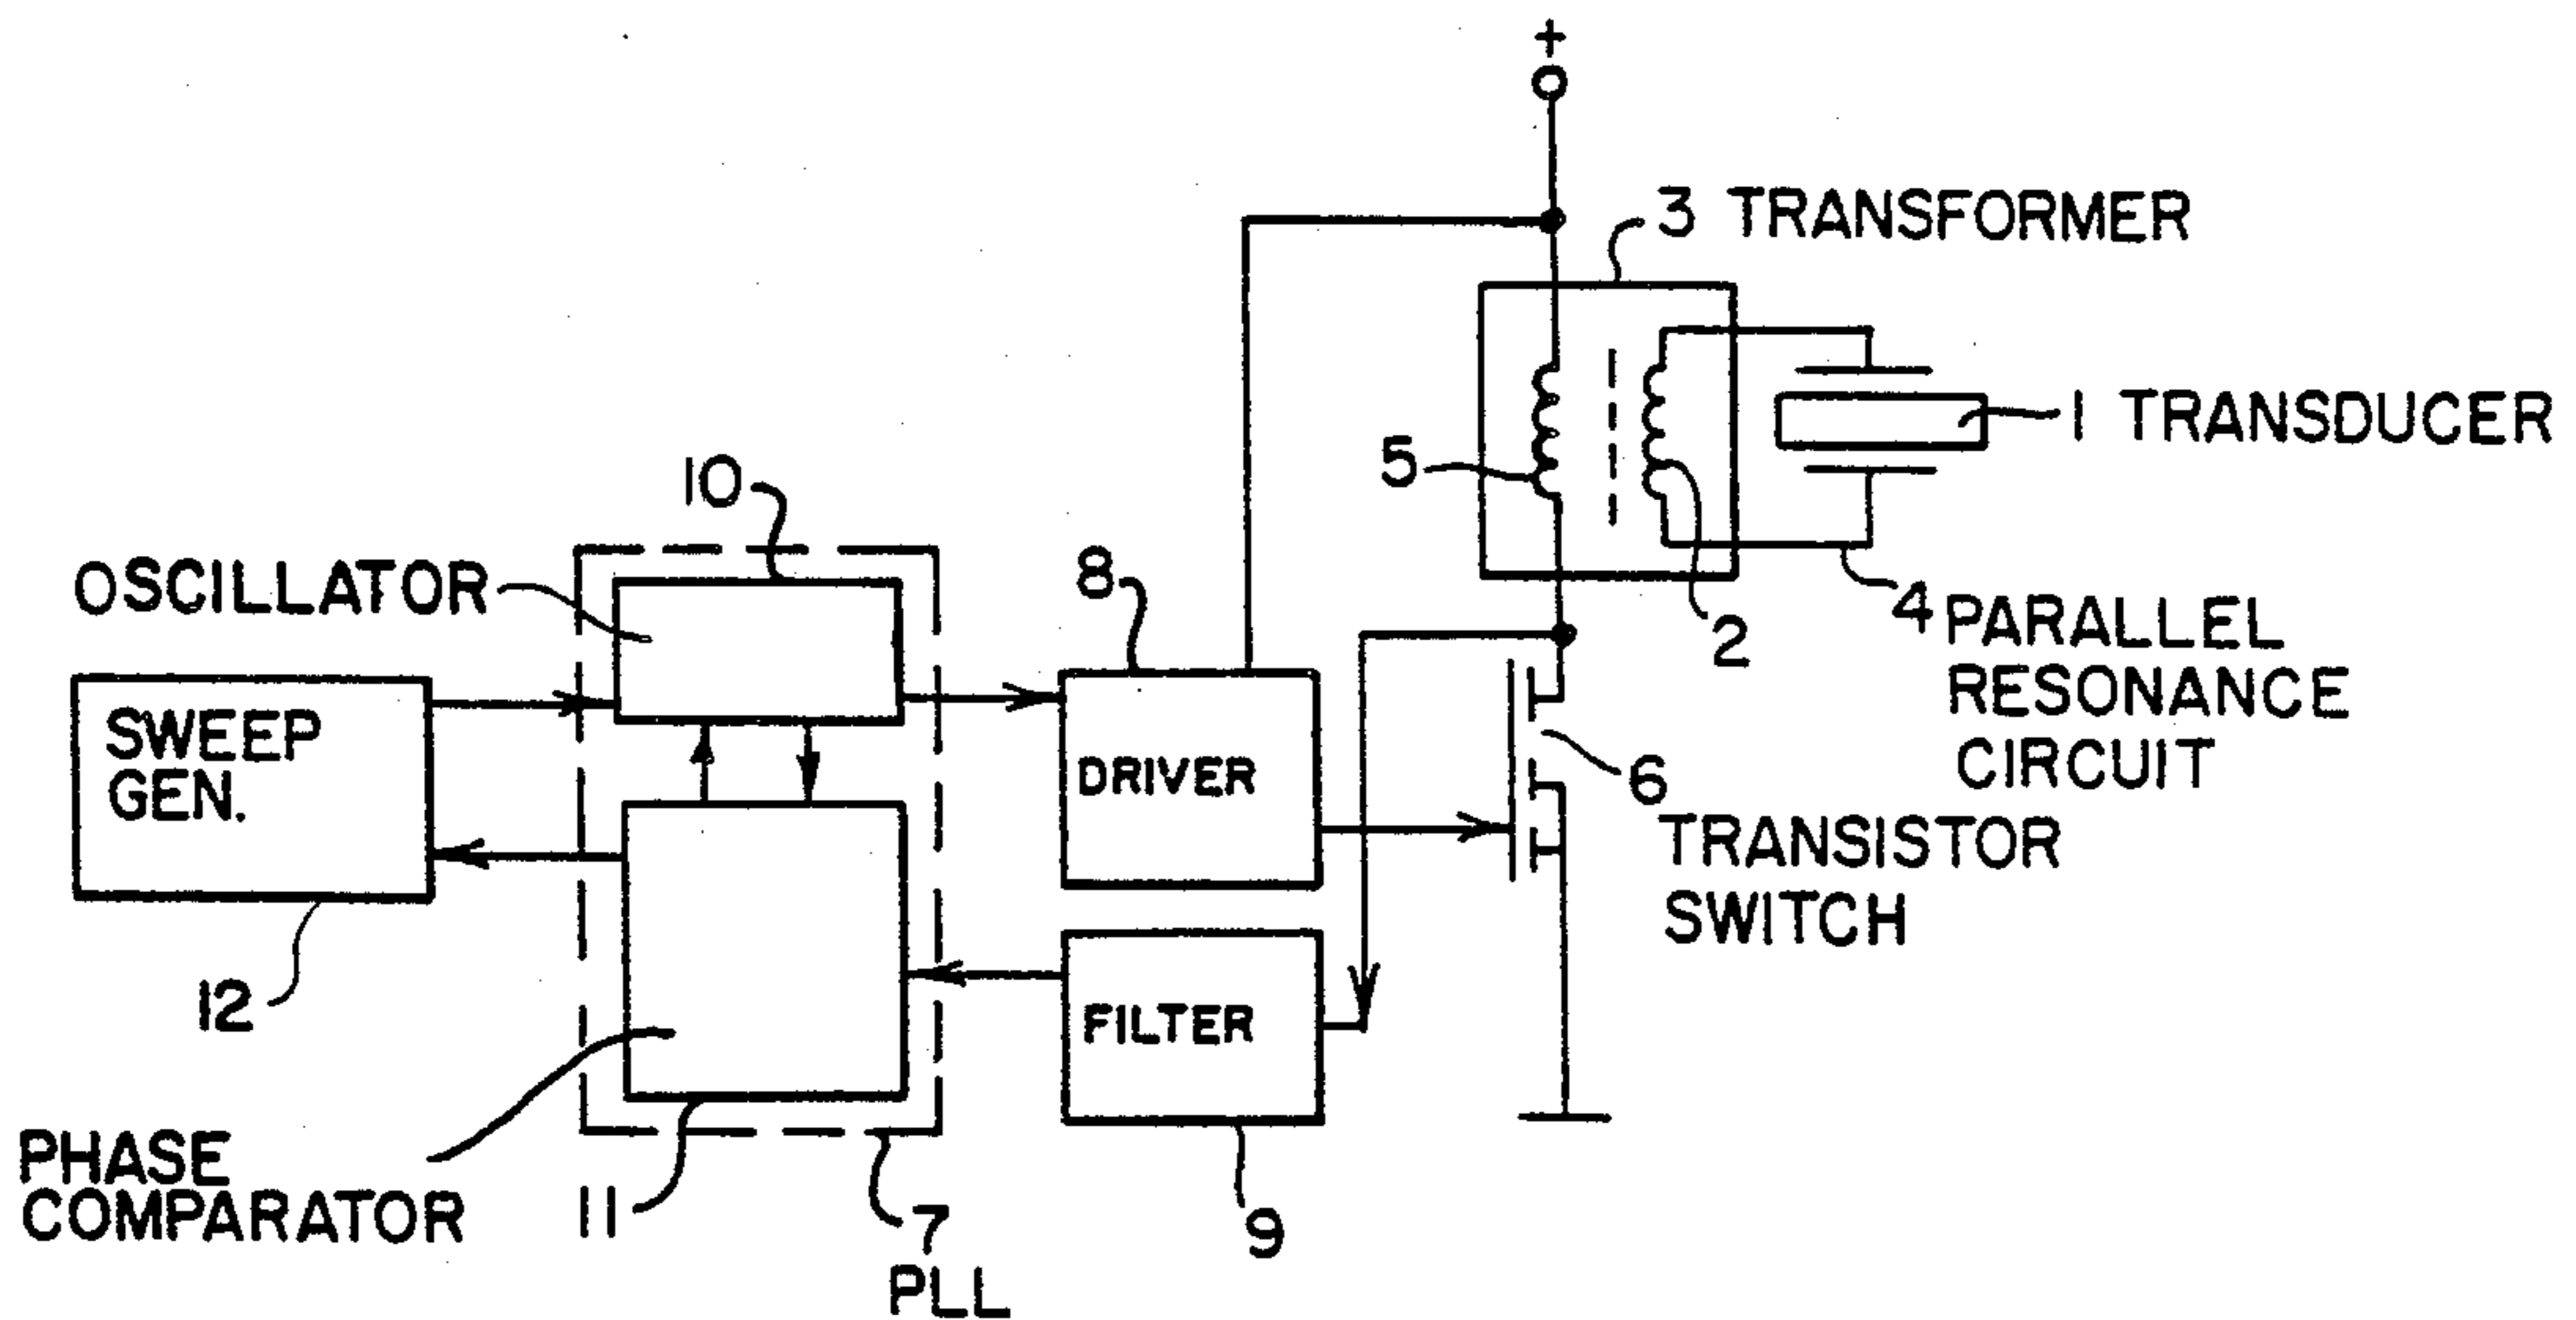 +
3 TRANSFORMER
1 TRANSDUCER
5
10
OSCILLATOR
8
2
4 PARALLEL
RESONANCE
CIRCUIT
SWEEP
GEN.
DRIVER
6
TRANSISTOR
SWITCH
12
FILTER
PHASE
COMPARATOR
11
7
PLL
9